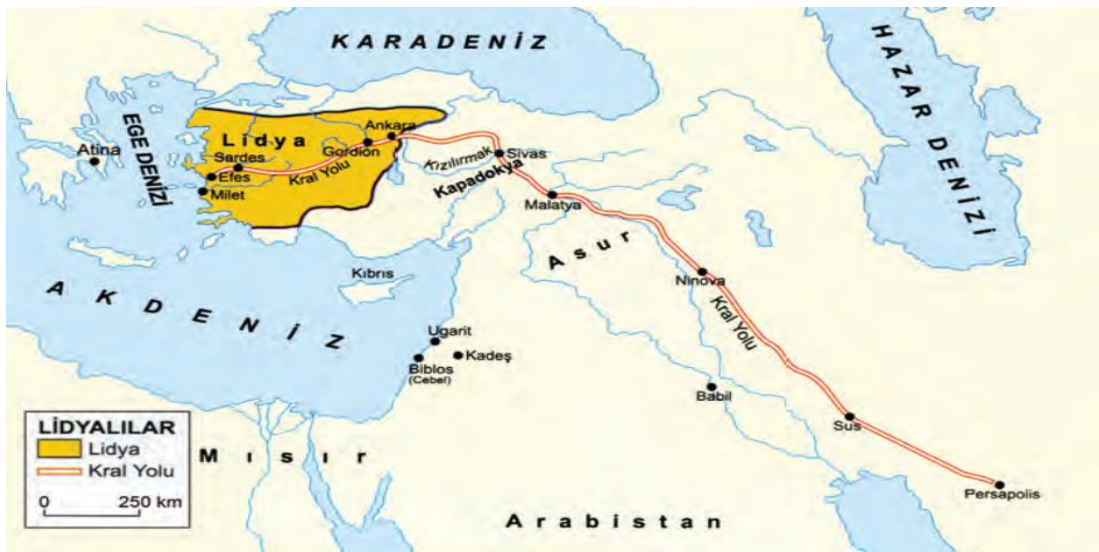 KARADENİZ
HAZAR DENİZİ
EGE DENİZİ
Atina
Lidya
Ankara
Gordion
Sardes
Efes
Kral Yolu
Milet
Kızılırmak
Sivas
Kapadokya
Malatya
Asur
Ninova
Kral Yolu
Kıbrıs
AKDENİZ
Ugarit
Kadeş
Biblos
(Cebel)
Babil
Sus
Persapolis
Mısır
Arabistan
LİDYALILAR
Lidya
Kral Yolu
0 250 km